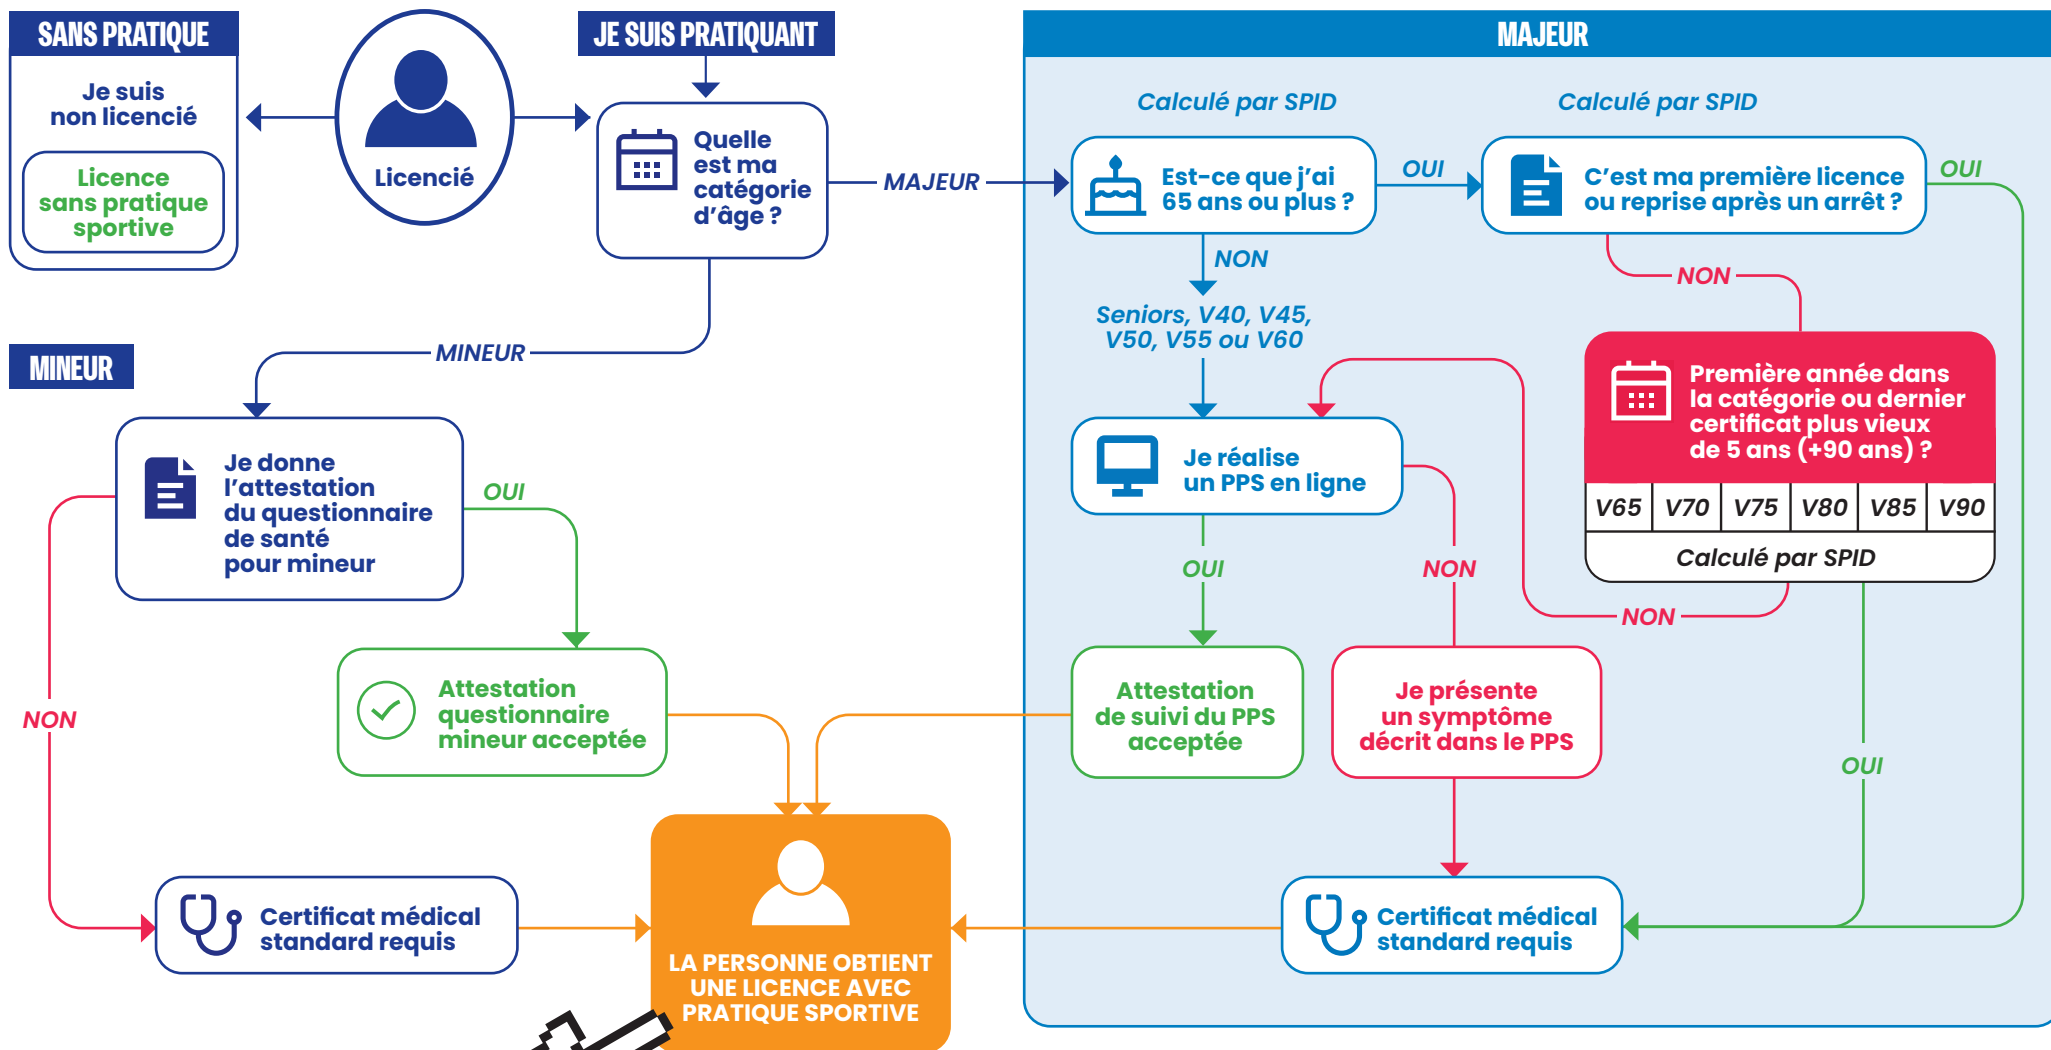 SANS PRATIQUE
Je suis
non licencié
Licence
sans pratique
sportive
Licencié
JE SUIS PRATIQUANT
Quelle
est ma
catégorie
d'âge ?
MAJEUR
MINEUR
MINEUR
Je donne
l'attestation
du questionnaire
de santé
pour mineur
OUI
NON
Attestation
questionnaire
mineur acceptée
Certificat médical
standard requis
LA PERSONNE OBTIENT
UNE LICENCE AVEC
PRATIQUE SPORTIVE
MAJEUR
Calculé par SPID
Calculé par SPID
Est-ce que j'ai
65 ans ou plus ?
OUI
C'est ma première licence
ou reprise après un arrêt ?
OUI
NON
NON
Seniors, V40, V45,
V50, V55 ou V60
Première année dans
la catégorie ou dernier
certificat plus vieux
de 5 ans (+90 ans) ?
V65 V70 V75 V80 V85 V90
Calculé par SPID
Je réalise
un PPS en ligne
OUI
NON
NON
Attestation
de suivi du PPS
acceptée
Je présente
un symptôme
décrit dans le PPS
OUI
Certificat médical
standard requis